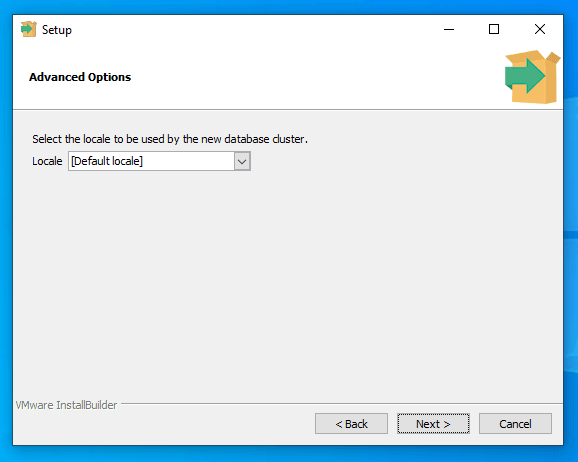 Setup
Advanced Options
Select the locale to be used by the new database cluster.
Locale [Default locale]
VMware InstallBuilder
< Back Next > Cancel